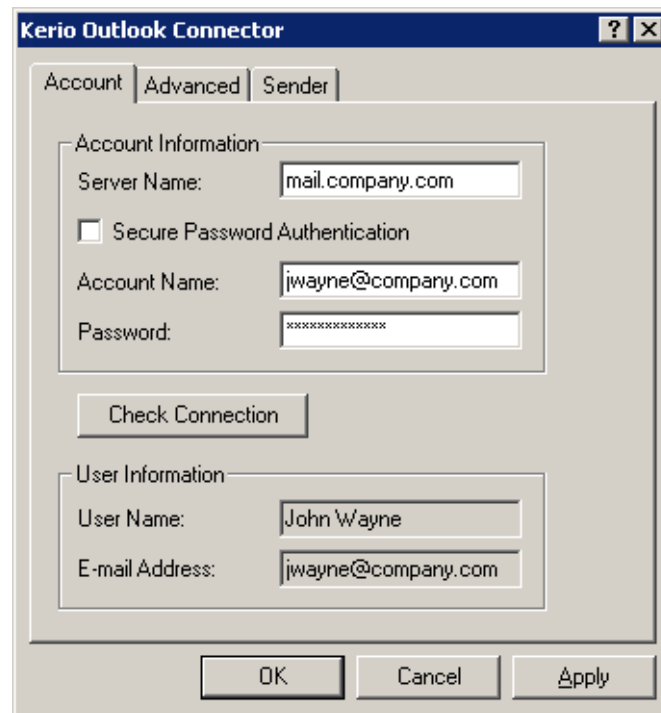 Kerio Outlook Connector
Account Advanced Sender
Account Information
Server Name: mail.company.com
Secure Password Authentication
Account Name: jwayne@company.com
Password: *************
Check Connection
User Information
User Name: John Wayne
E-mail Address: jwayne@company.com
OK Cancel Apply